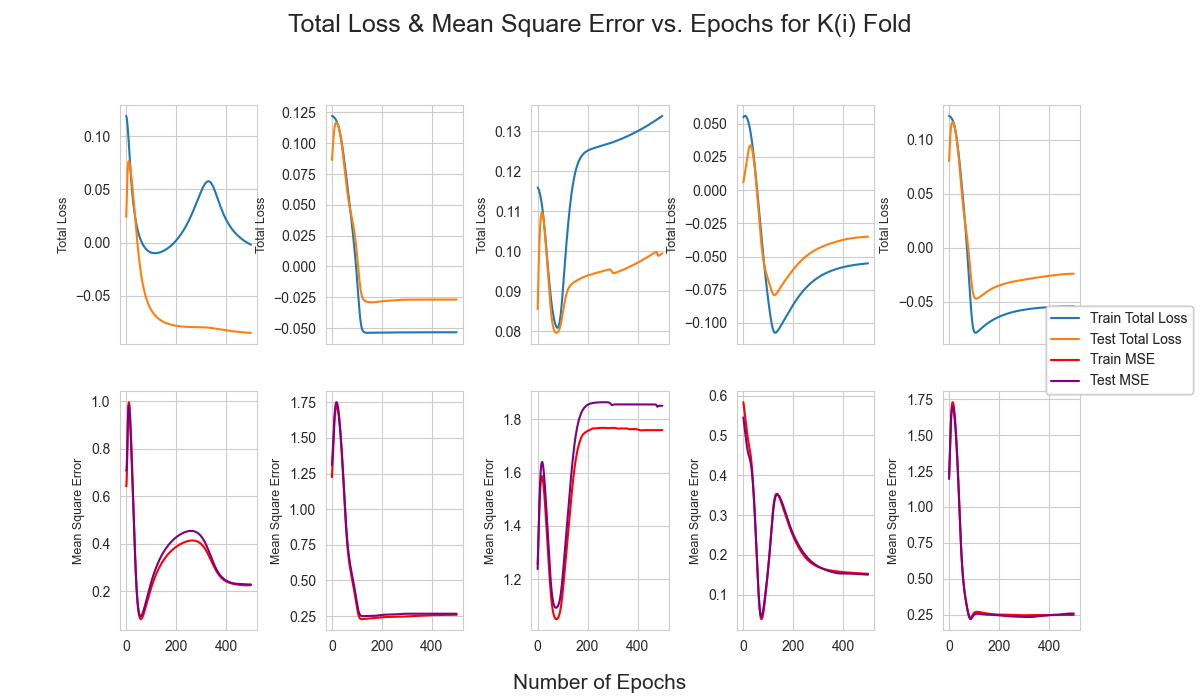 Total Loss & Mean Square Error vs. Epochs for K(i) Fold
Total Loss
0.10
0.05
0.00
−0.05
Total Loss
0.125
0.100
0.075
0.050
0.025
0.000
−0.025
−0.050
Total Loss
0.13
0.12
0.11
0.10
0.09
0.08
Total Loss
0.050
0.025
0.000
−0.025
−0.050
−0.075
−0.100
Total Loss
0.10
0.05
0.00
−0.05
Train Total Loss
Test Total Loss
Train MSE
Test MSE
Mean Square Error
1.0
0.8
0.6
0.4
0.2
0 200 400
Mean Square Error
1.75
1.50
1.25
1.00
0.75
0.50
0.25
0 200 400
Mean Square Error
1.8
1.6
1.4
1.2
0 200 400
Mean Square Error
0.6
0.5
0.4
0.3
0.2
0.1
0 200 400
Mean Square Error
1.75
1.50
1.25
1.00
0.75
0.50
0.25
0 200 400
Number of Epochs